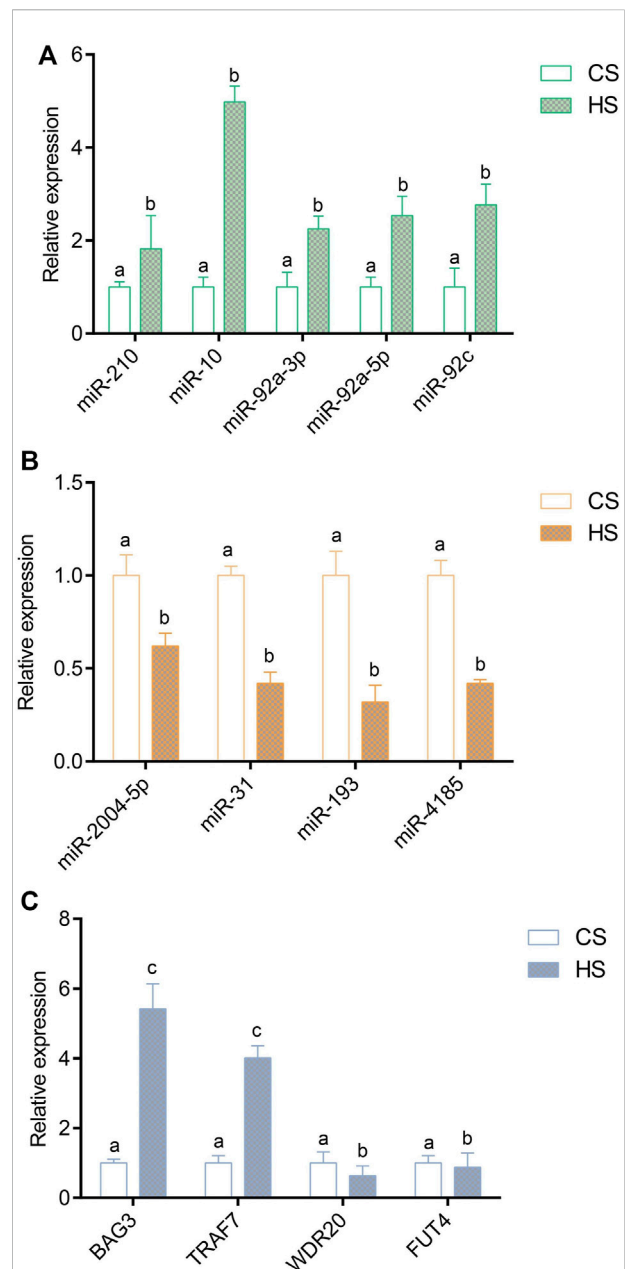 A
Relative expression
6
4
2
0
a
b
a
b
a
b
a
b
a
b
miR-210
miR-10
miR-92a-3p
miR-92a-5p
miR-92c
CS
HS
B
Relative expression
1.5
1.0
0.5
0.0
a
b
a
b
a
b
a
b
miR-2004-5p
miR-31
miR-193
miR-4185
CS
HS
C
Relative expression
8
6
4
2
0
a
c
a
c
a
b
a
b
BAG3
TRAF7
WDR20
FUT4
CS
HS